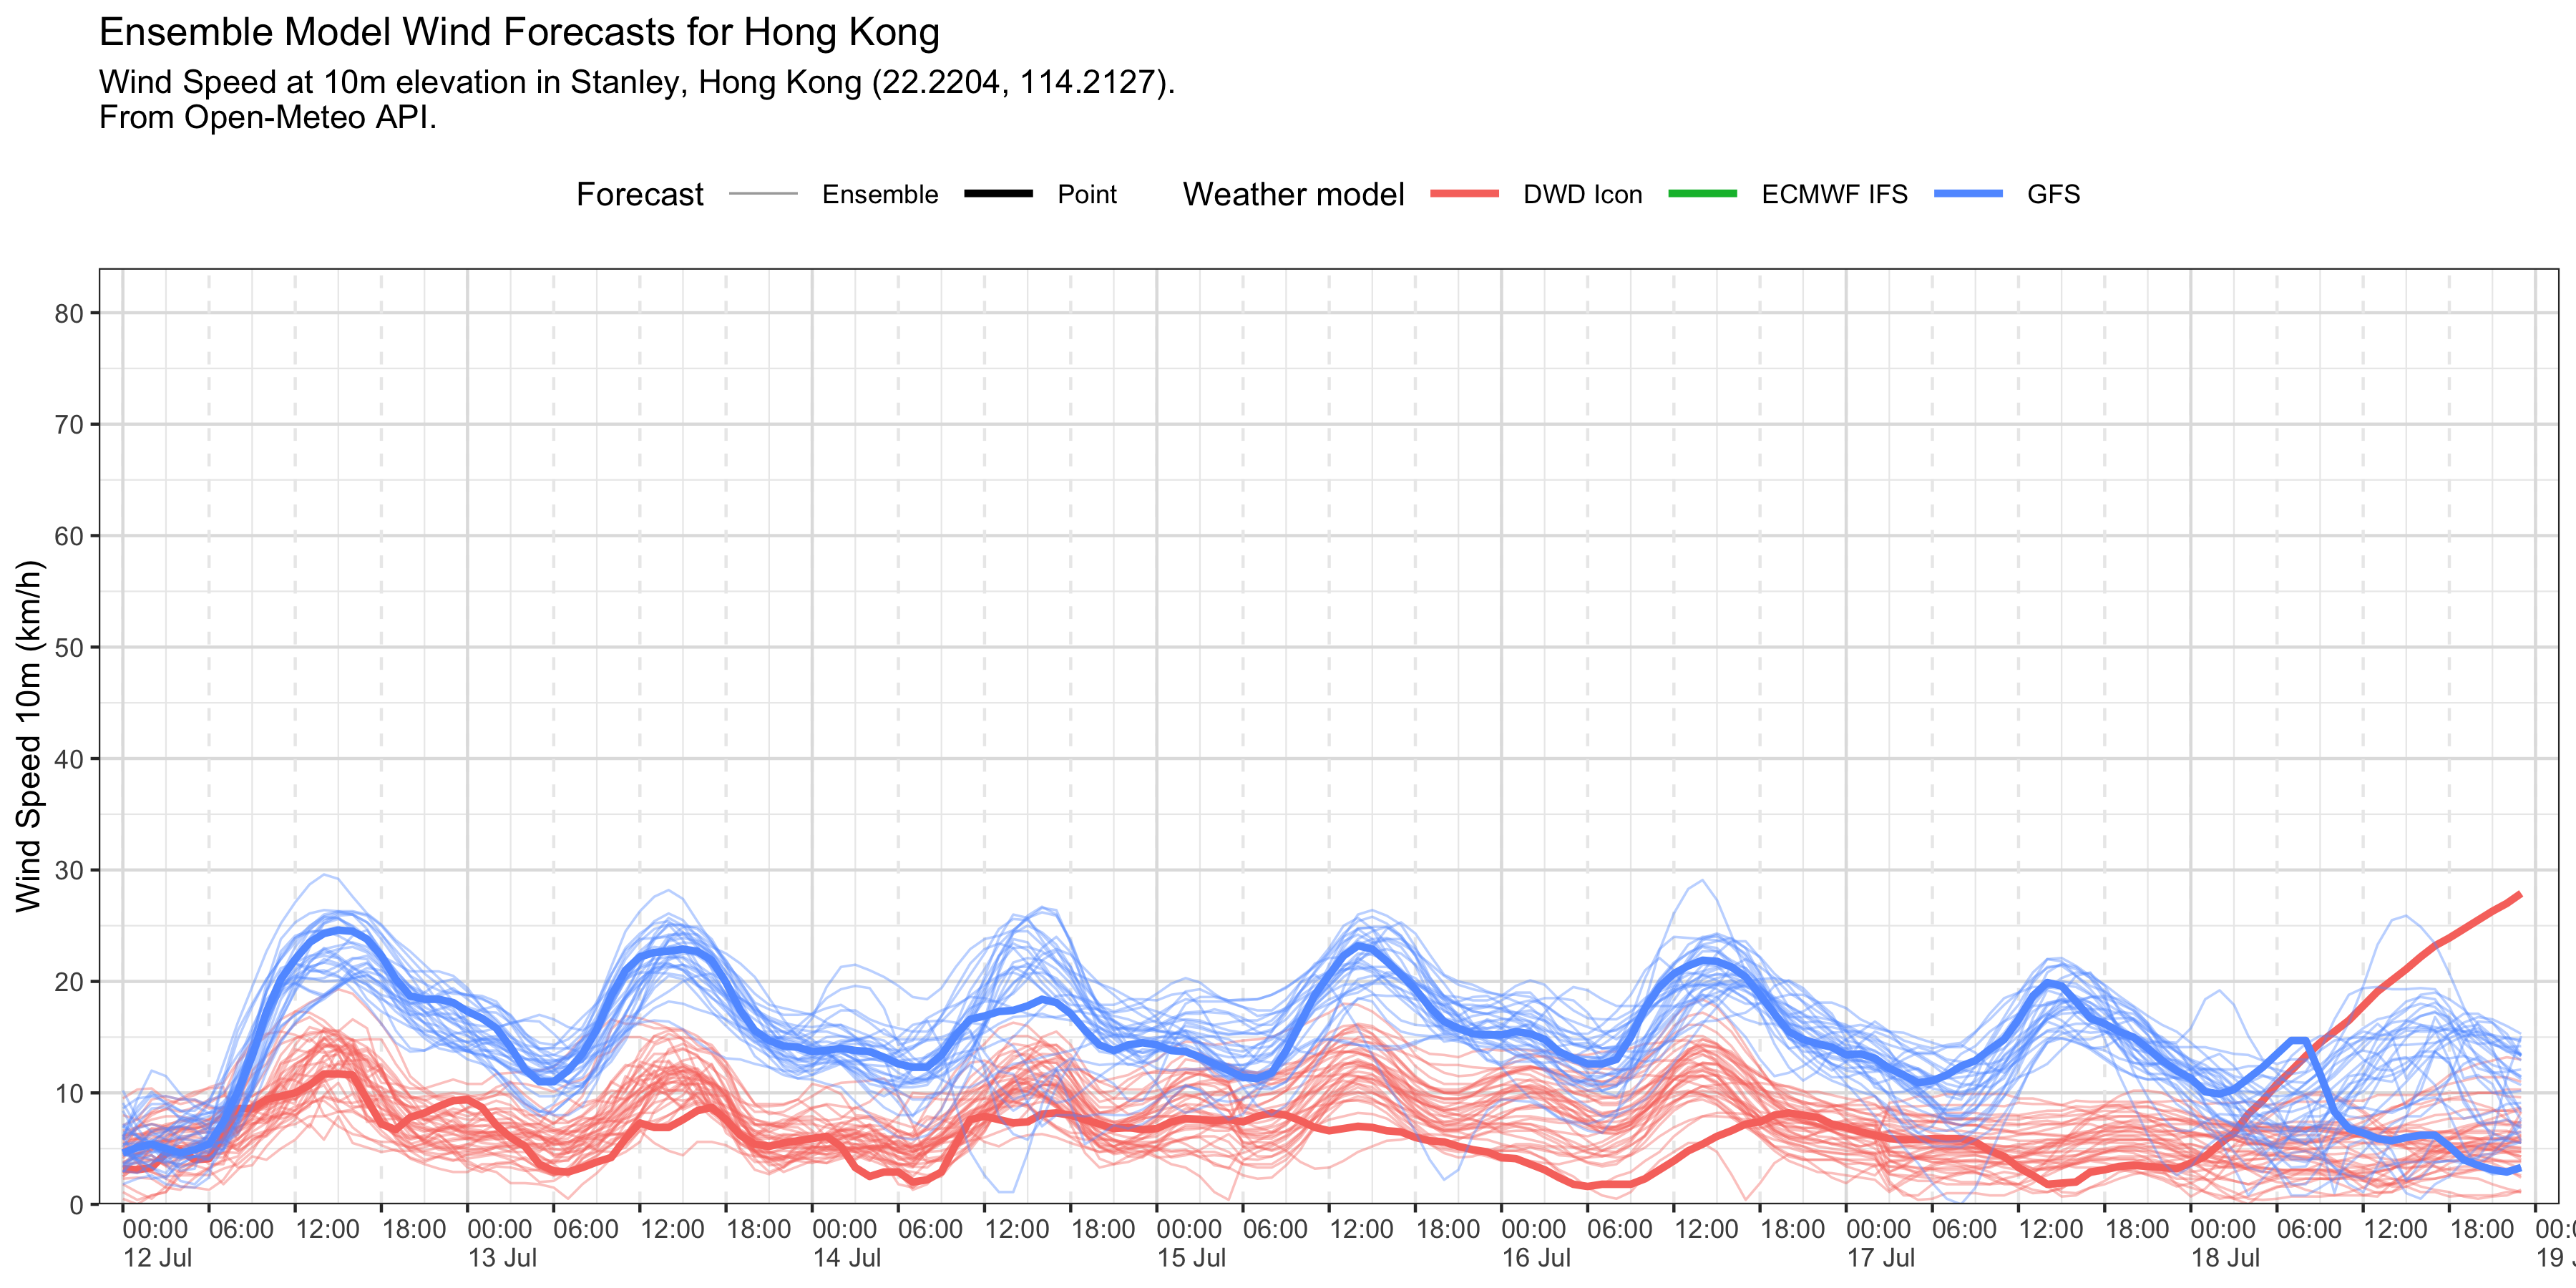 Ensemble Model Wind Forecasts for Hong Kong
Wind Speed at 10m elevation in Stanley, Hong Kong (22.2204, 114.2127).
From Open-Meteo API.
Forecast Ensemble Point Weather model DWD Icon ECMWF IFS GFS
Wind Speed 10m (km/h)
80
70
60
50
40
30
20
10
0
00:00 06:00 12:00 18:00 00:00 06:00 12:00 18:00 00:00 06:00 12:00 18:00 00:00 06:00 12:00 18:00 00:00 06:00 12:00 18:00 00:00 06:00 12:00 18:00 00:00 06:00 12:00 18:00 00:0
12 Jul 13 Jul 14 Jul 15 Jul 16 Jul 17 Jul 18 Jul 19